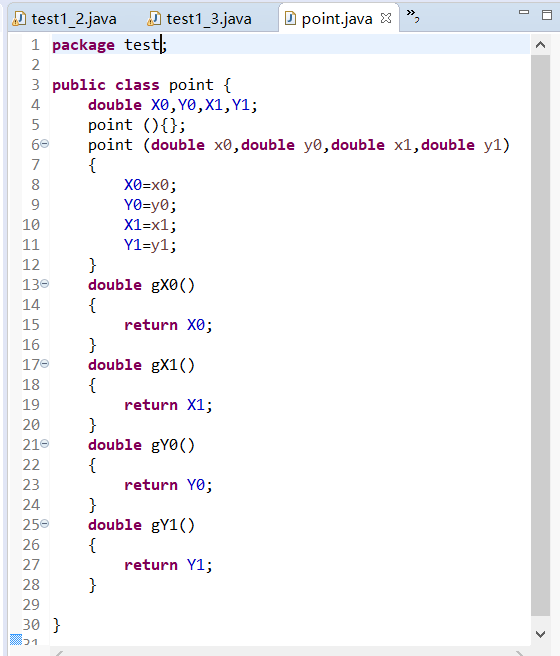 test1_2.java test1_3.java point.java »2
1 package test;
2
3 public class point {
4 double X0,Y0,X1,Y1;
5 point (){};
6 point (double x0,double y0,double x1,double y1)
7 {
8 X0=x0;
9 Y0=y0;
10 X1=x1;
11 Y1=y1;
12 }
13 double gX0()
14 {
15 return X0;
16 }
17 double gX1()
18 {
19 return X1;
20 }
21 double gY0()
22 {
23 return Y0;
24 }
25 double gY1()
26 {
27 return Y1;
28 }
29
30 }
31